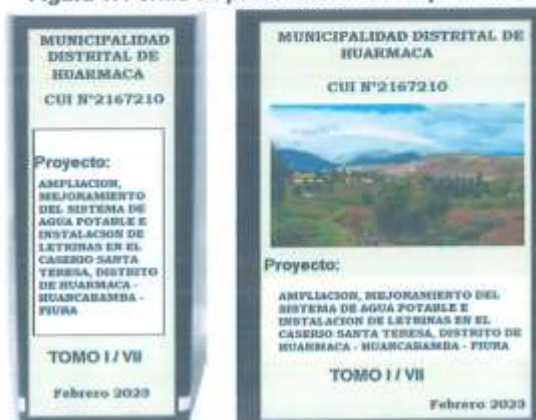 MUNICIPALIDAD
DISTRITAL DE
HUARMACA
CUI N°2167210
Proyecto:
AMPLIACION,
MEJORAMIENTO
DEL SISTEMA DE
AGUA POTABLE E
INSTALACION DE
LETRINAS EN EL
CASERIO SANTA
TERESA, DISTRITO
DE HUARMACA -
HUANCABAMBA -
PIURA
TOMO I / VII
Febrero 2023
MUNICIPALIDAD DISTRITAL DE
HUARMACA
CUI N°2167210
Proyecto:
AMPLIACION, MEJORAMIENTO DEL
SISTEMA DE AGUA POTABLE E
INSTALACION DE LETRINAS EN EL
CASERIO SANTA TERESA, DISTRITO DE
HUARMACA - HUANCABAMBA - PIURA
TOMO I / VII
Febrero 2023